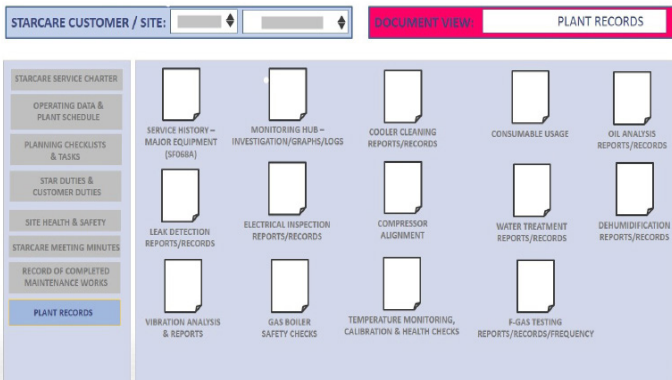 STARCARE CUSTOMER / SITE:
DOCUMENT VIEW:
PLANT RECORDS
STARCARE SERVICE CHARTER
OPERATING DATA &
PLANT SCHEDULE
PLANNING CHECKLISTS
& TASKS
STAR DUTIES &
CUSTOMER DUTIES
SITE HEALTH & SAFETY
STARCARE MEETING MINUTES
RECORD OF COMPLETED
MAINTENANCE WORKS
PLANT RECORDS
SERVICE HISTORY –
MAJOR EQUIPMENT
(SF068A)
MONITORING HUB –
INVESTIGATION/GRAPHS/LOGS
COOLER CLEANING
REPORTS/RECORDS
CONSUMABLE USAGE
OIL ANALYSIS
REPORTS/RECORDS
LEAK DETECTION
REPORTS/RECORDS
ELECTRICAL INSPECTION
REPORTS/RECORDS
COMPRESSOR
ALIGNMENT
WATER TREATMENT
REPORTS/RECORDS
DEHUMIDIFICATION
REPORTS/RECORDS
VIBRATION ANALYSIS
& REPORTS
GAS BOILER
SAFETY CHECKS
TEMPERATURE MONITORING,
CALIBRATION & HEALTH CHECKS
F-GAS TESTING
REPORTS/RECORDS/FREQUENCY